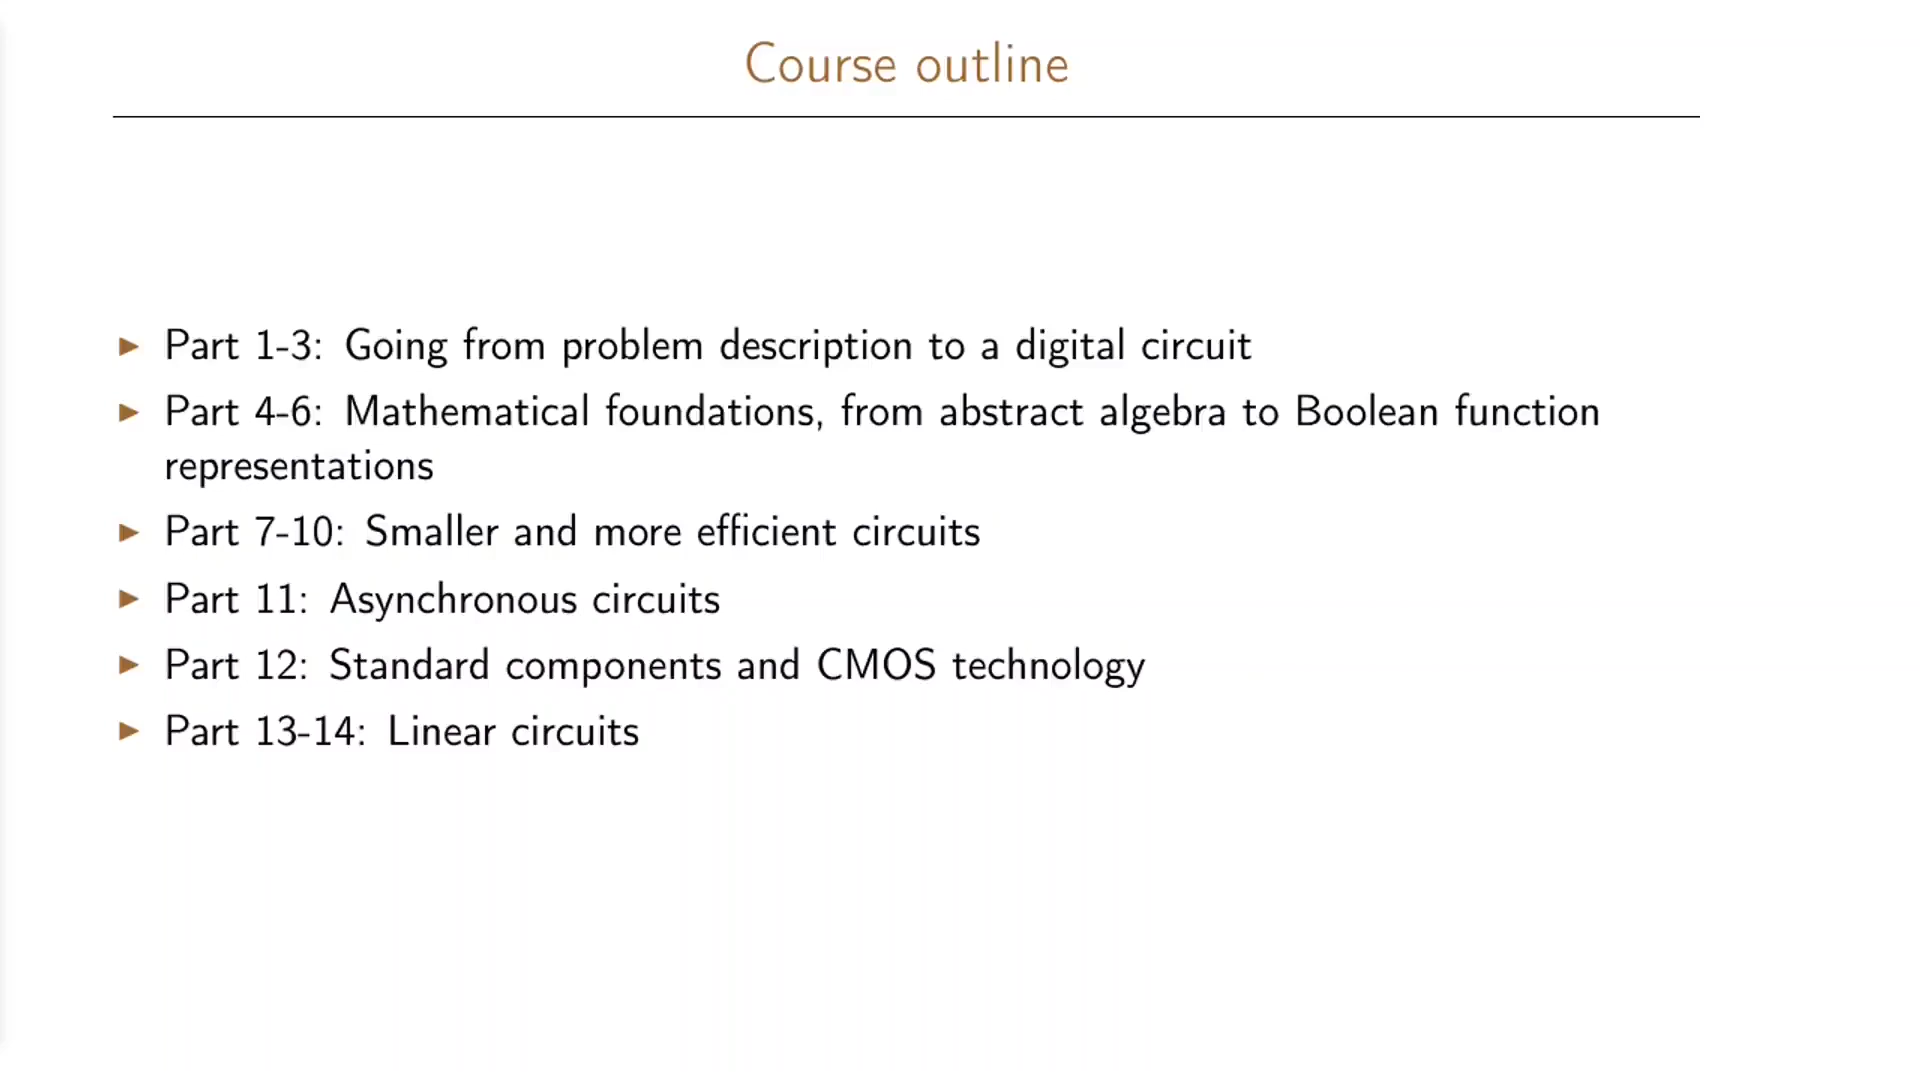 Course outline
Part 1-3: Going from problem description to a digital circuit
Part 4-6: Mathematical foundations, from abstract algebra to Boolean function
representations
Part 7-10: Smaller and more efficient circuits
Part 11: Asynchronous circuits
Part 12: Standard components and CMOS technology
Part 13-14: Linear circuits